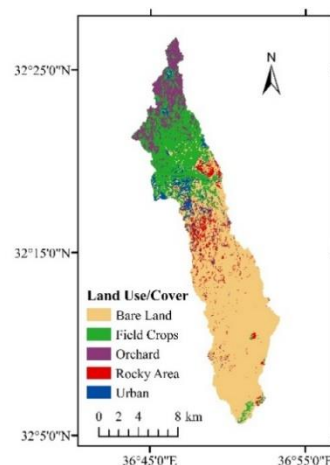 32°25'0"N
N
32°15'0"N
Land Use/Cover
Bare Land
Field Crops
Orchard
Rocky Area
Urban
0 2 4 8 km
32°5'0"N
36°45'0"E 36°55'0"E